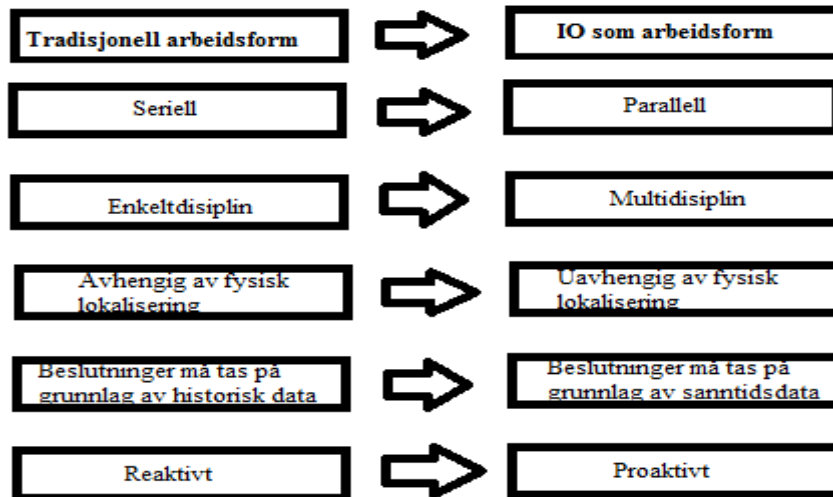 Tradisjonell arbeidsform
IO som arbeidsform
Seriell
Parallell
Enkeltdisiplin
Multidisiplin
Avhengig av fysisk
lokalisering
Uavhengig av fysisk
lokalisering
Beslutninger må tas på
grunnlag av historisk data
Beslutninger må tas på
grunnlag av sanntidsdata
Reaktivt
Proaktivt